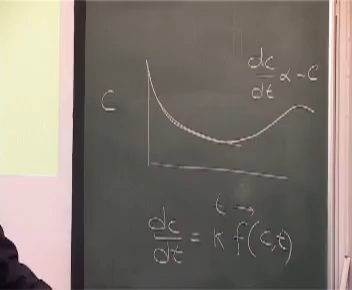 dc/dt ∝ -c
C
t →
dc/dt = k f(c,t)